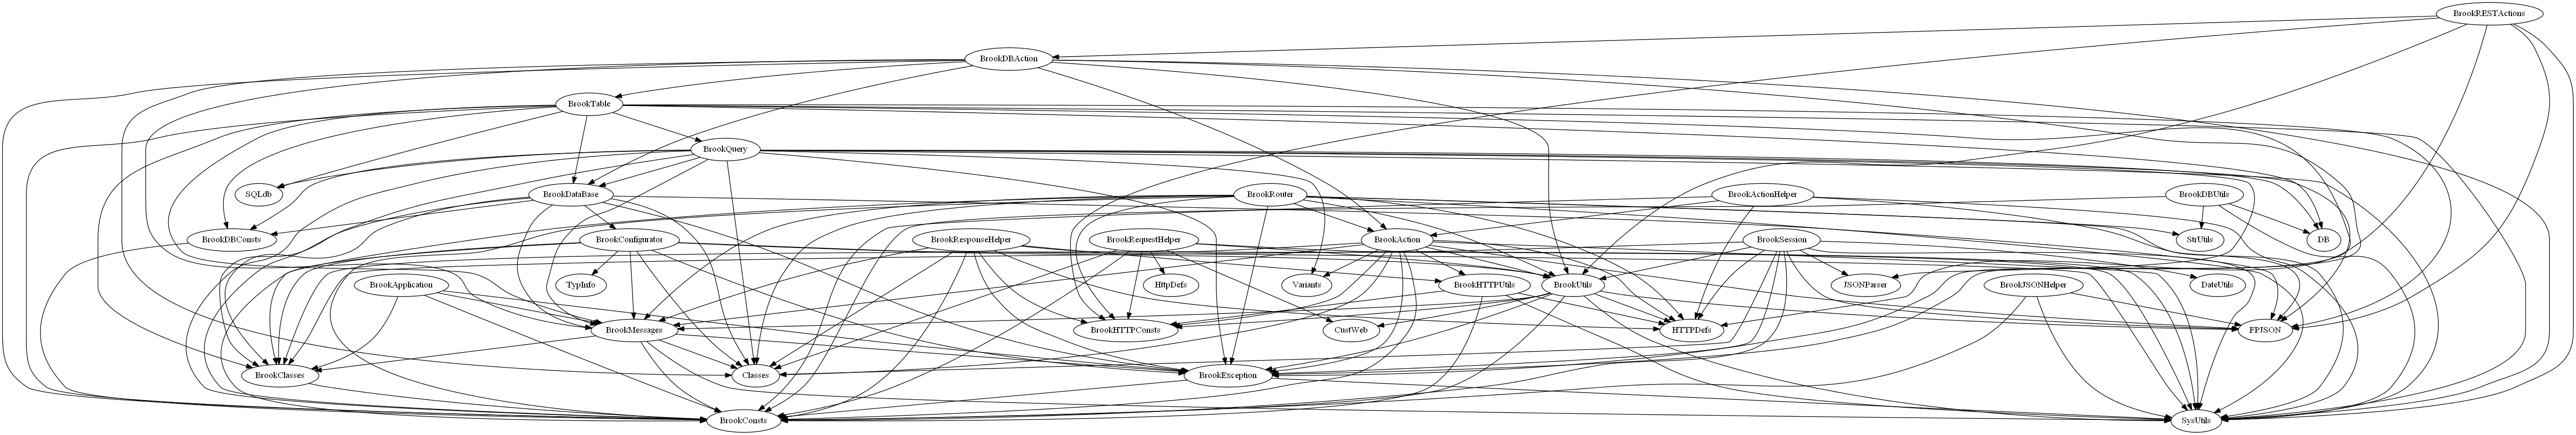 BrookRESTActions
BrookDBAction
BrookTable
BrookQuery
SQLdb
BrookDataBase
BrookRouter
BrookActionHelper
BrookDBUtils
BrookDBConsts
BrookConfigurator
BrookResponseHelper
BrookRequestHelper
BrookAction
BrookSession
StrUtils
DB
BrookApplication
TypInfo
HttpDefs
Variants
BrookHTTPUtils
BrookUtils
JSONParser
BrookJSONHelper
DateUtils
BrookMessages
BrookHTTPConsts
CustWeb
HTTPDefs
FPJSON
BrookClasses
Classes
BrookException
BrookConsts
SysUtils